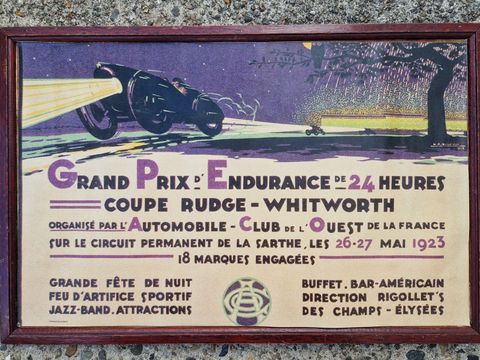 GRAND PRIX D'ENDURANCE DE 24 HEURES
COUPE RUDGE - WHITWORTH
ORGANISÉ PAR L'AUTOMOBILE - CLUB DE L'OUEST DE LA FRANCE
SUR LE CIRCUIT PERMANENT DE LA SARTHE, LES 26-27 MAI 1923
18 MARQUES ENGAGÉES
GRANDE FÊTE DE NUIT
FEU D'ARTIFICE SPORTIF
JAZZ-BAND. ATTRACTIONS
BUFFET. BAR-AMÉRICAIN
DIRECTION RIGOLLET'S
DES CHAMPS - ÉLYSÉES